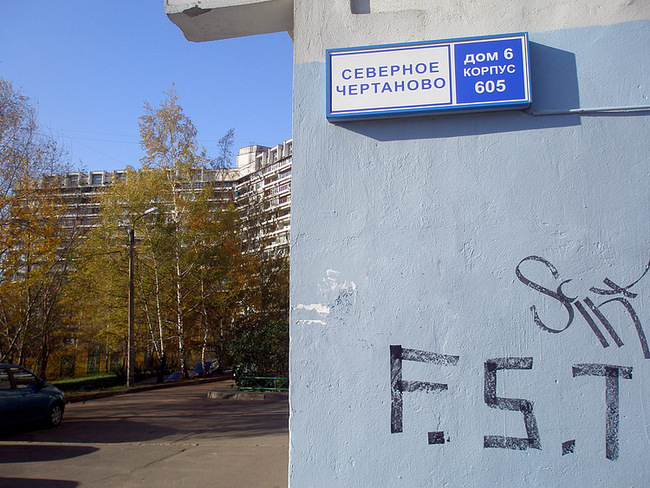 СЕВЕРНОЕ
ЧЕРТАНОВО
дом 6
КОРПУС
605
F.S.T